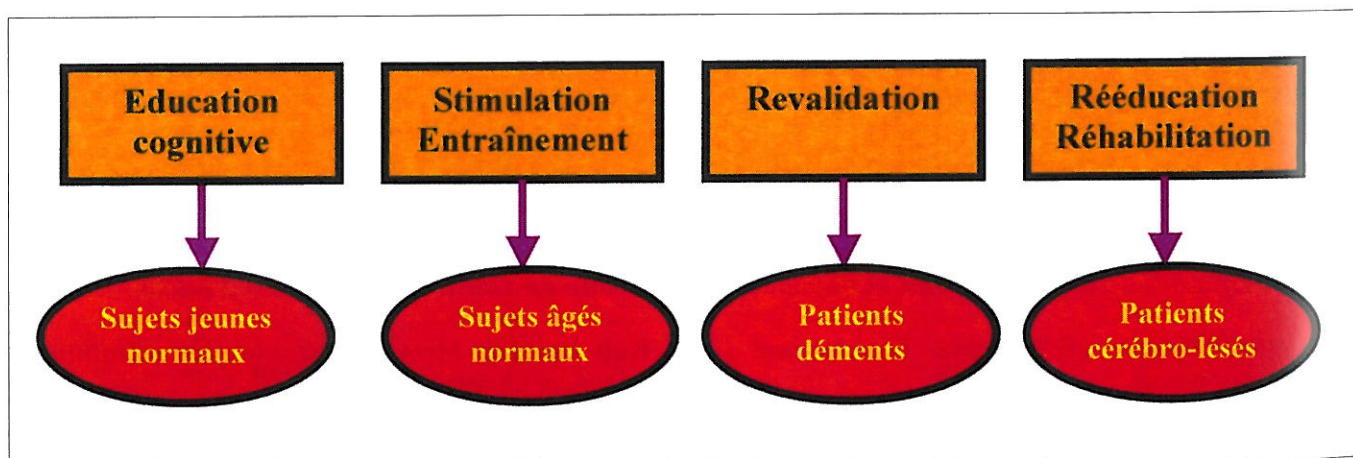 Education
cognitive
Stimulation
Entraînement
Revalidation
Rééducation
Réhabilitation
Sujets jeunes
normaux
Sujets âgés
normaux
Patients
déments
Patients
cérébro-lésés